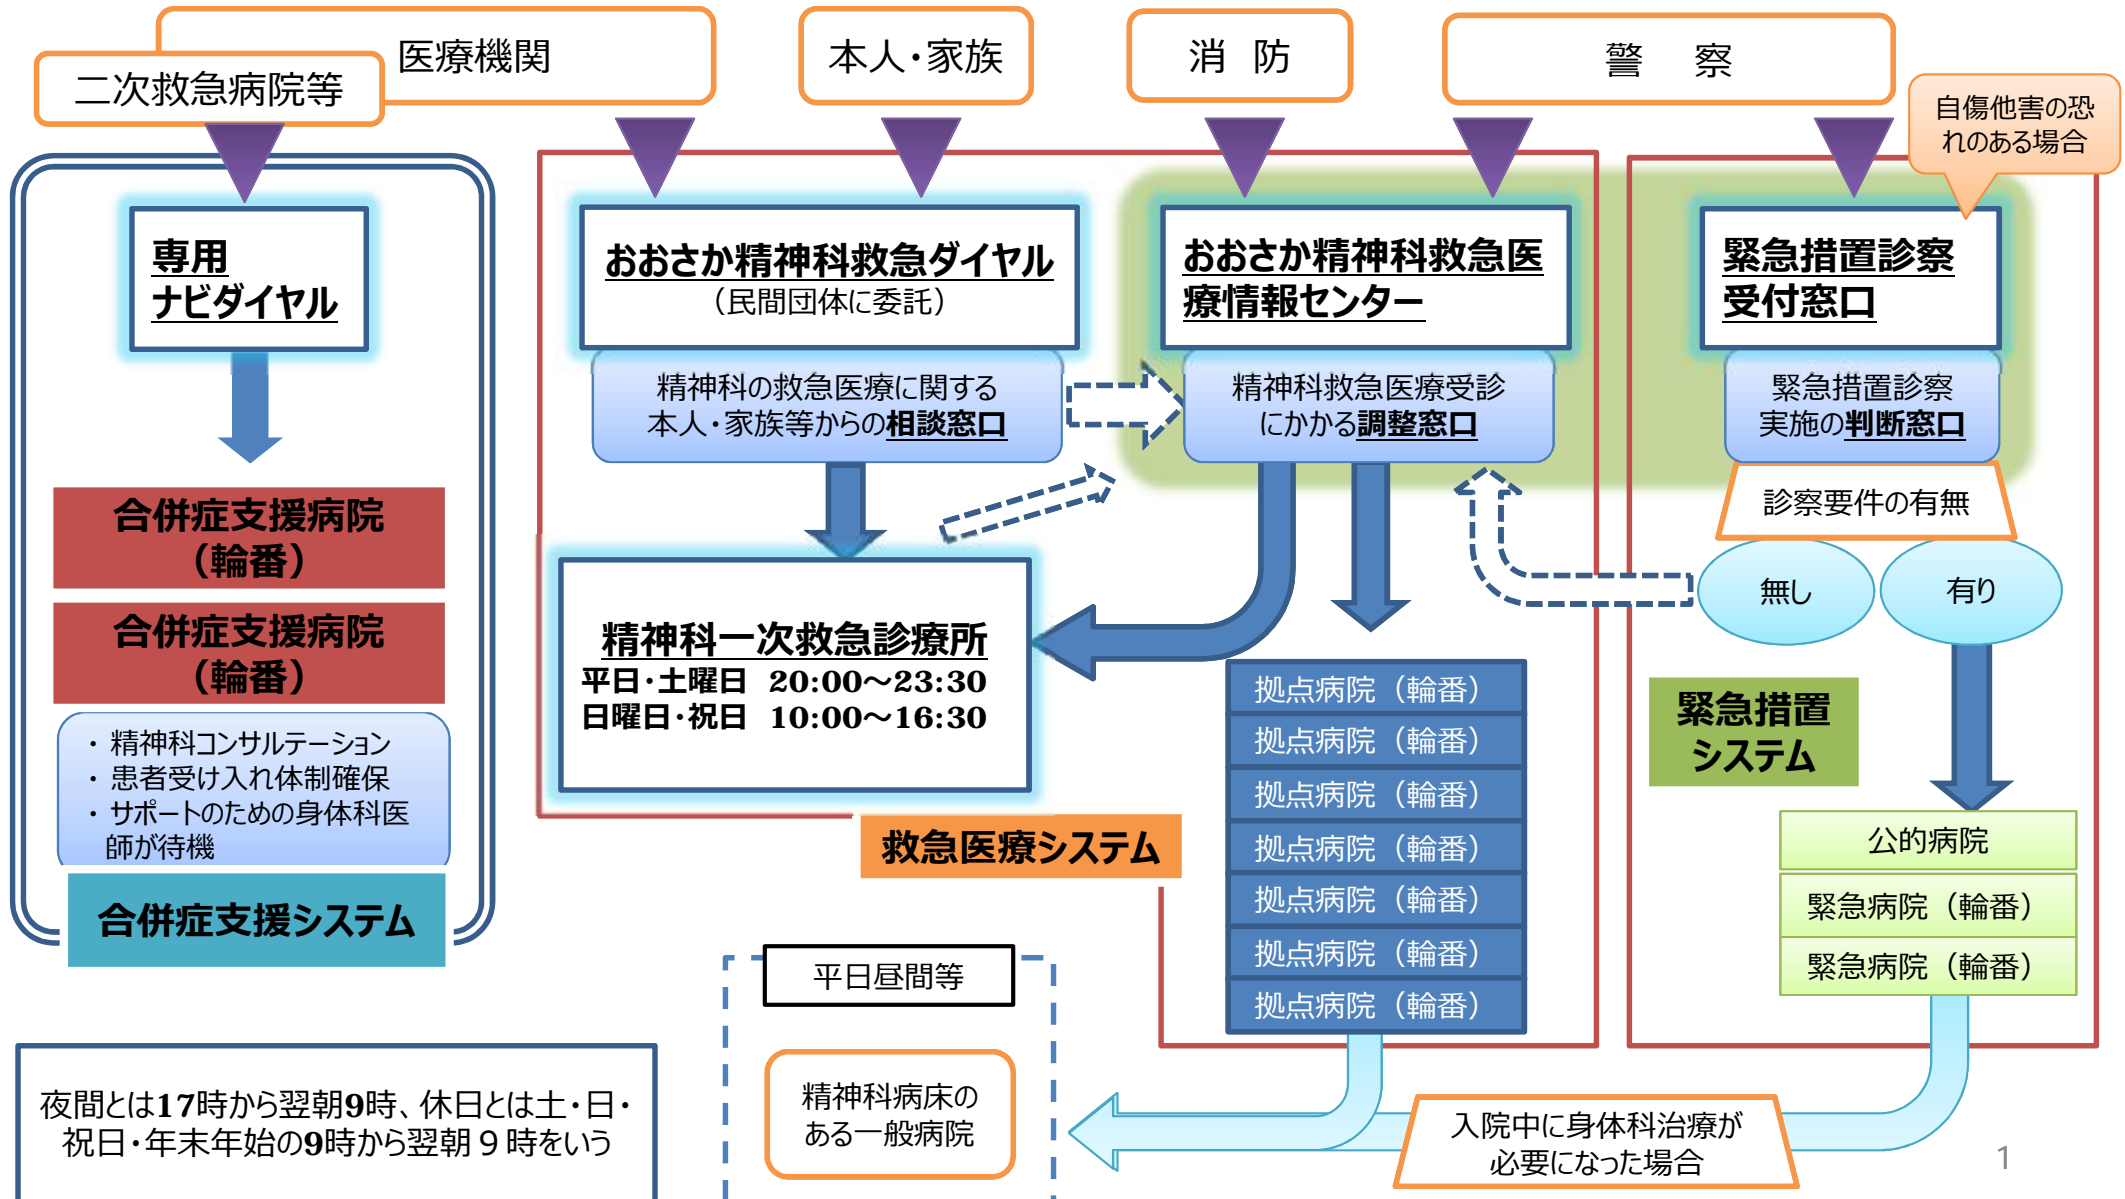 医療機関
二次救急病院等
本人・家族
消 防
警 察
自傷他害の恐
れのある場合
専用
ナビダイヤル
合併症支援病院
（輪番）
合併症支援病院
（輪番）
・ 精神科コンサルテーション
・ 患者受け入れ体制確保
・ サポートのための身体科医
師が待機
合併症支援システム
おおさか精神科救急ダイヤル
（民間団体に委託）
精神科の救急医療に関する
本人・家族等からの相談窓口
おおさか精神科救急医
療情報センター
精神科救急医療受診
にかかる調整窓口
緊急措置診察
受付窓口
緊急措置診察
実施の判断窓口
診察要件の有無
無し
有り
精神科一次救急診療所
平日・土曜日 20:00～23:30
日曜日・祝日 10:00～16:30
救急医療システム
拠点病院（輪番）
拠点病院（輪番）
拠点病院（輪番）
拠点病院（輪番）
拠点病院（輪番）
拠点病院（輪番）
拠点病院（輪番）
緊急措置
システム
公的病院
緊急病院（輪番）
緊急病院（輪番）
平日昼間等
精神科病床の
ある一般病院
入院中に身体科治療が
必要になった場合
夜間とは17時から翌朝9時、休日とは土・日・
祝日・年末年始の9時から翌朝９時をいう
1